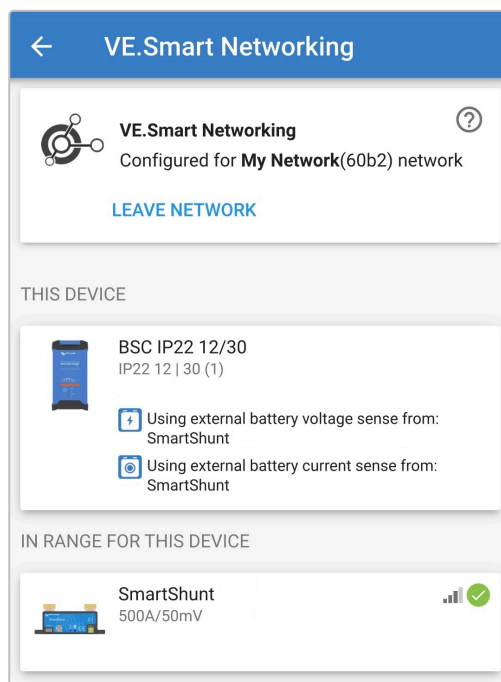 VE.Smart Networking
VE.Smart Networking
Configured for My Network(60b2) network
LEAVE NETWORK
THIS DEVICE
BSC IP22 12/30
IP22 12 | 30 (1)
Using external battery voltage sense from:
SmartShunt
Using external battery current sense from:
SmartShunt
IN RANGE FOR THIS DEVICE
SmartShunt
500A/50mV